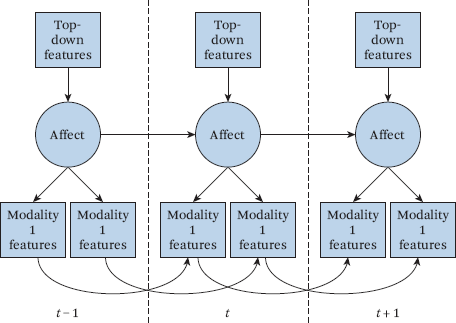 Top-
down
features
Top-
down
features
Top-
down
features
Affect
Affect
Affect
Modality
1
features
Modality
1
features
Modality
1
features
Modality
1
features
Modality
1
features
Modality
1
features
t – 1
t
t + 1